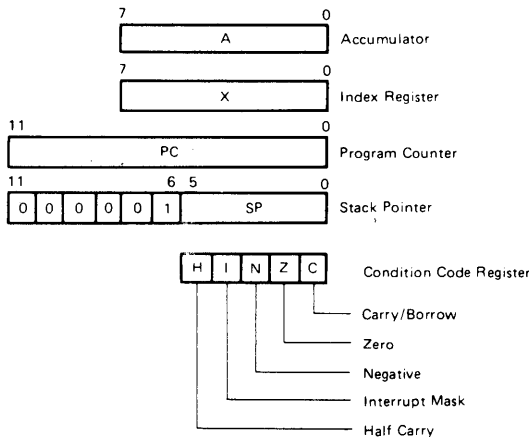 7 0
A Accumulator
7 0
X Index Register
11 0
PC Program Counter
11 6 5 0
0 0 0 0 0 1 SP Stack Pointer
H I N Z C Condition Code Register
Carry/Borrow
Zero
Negative
Interrupt Mask
Half Carry